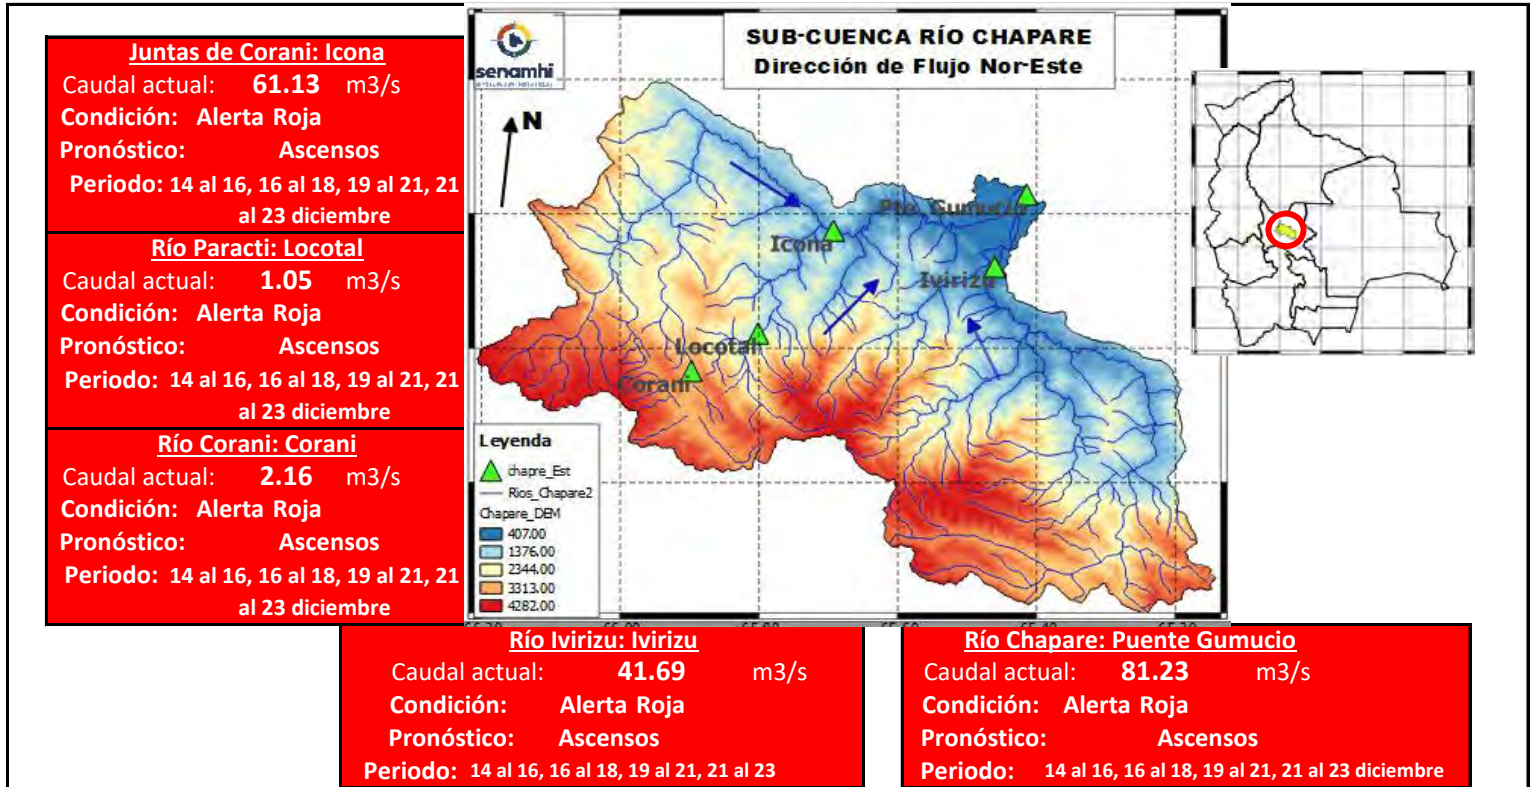 Juntas de Corani: Icona
Caudal actual: 61.13 m3/s
Condición: Alerta Roja
Pronóstico: Ascensos
Periodo: 14 al 16, 16 al 18, 19 al 21, 21
al 23 diciembre
Río Paracti: Locotal
Caudal actual: 1.05 m3/s
Condición: Alerta Roja
Pronóstico: Ascensos
Periodo: 14 al 16, 16 al 18, 19 al 21, 21
al 23 diciembre
Río Corani: Corani
Caudal actual: 2.16 m3/s
Condición: Alerta Roja
Pronóstico: Ascensos
Periodo: 14 al 16, 16 al 18, 19 al 21, 21
al 23 diciembre
senamhi
SUB-CUENCA RÍO CHAPARE
Dirección de Flujo Nor-Este
N
Pte. Gumucio
Icona
Ivirizu
Locotal
Corani
Leyenda
chapre_Est
Rios_Chapare2
Chapare_DEM
407.00
1376.00
2344.00
3313.00
4282.00
Río Ivirizu: Ivirizu
Caudal actual: 41.69 m3/s
Condición: Alerta Roja
Pronóstico: Ascensos
Periodo: 14 al 16, 16 al 18, 19 al 21, 21 al 23
Río Chapare: Puente Gumucio
Caudal actual: 81.23 m3/s
Condición: Alerta Roja
Pronóstico: Ascensos
Periodo: 14 al 16, 16 al 18, 19 al 21, 21 al 23 diciembre